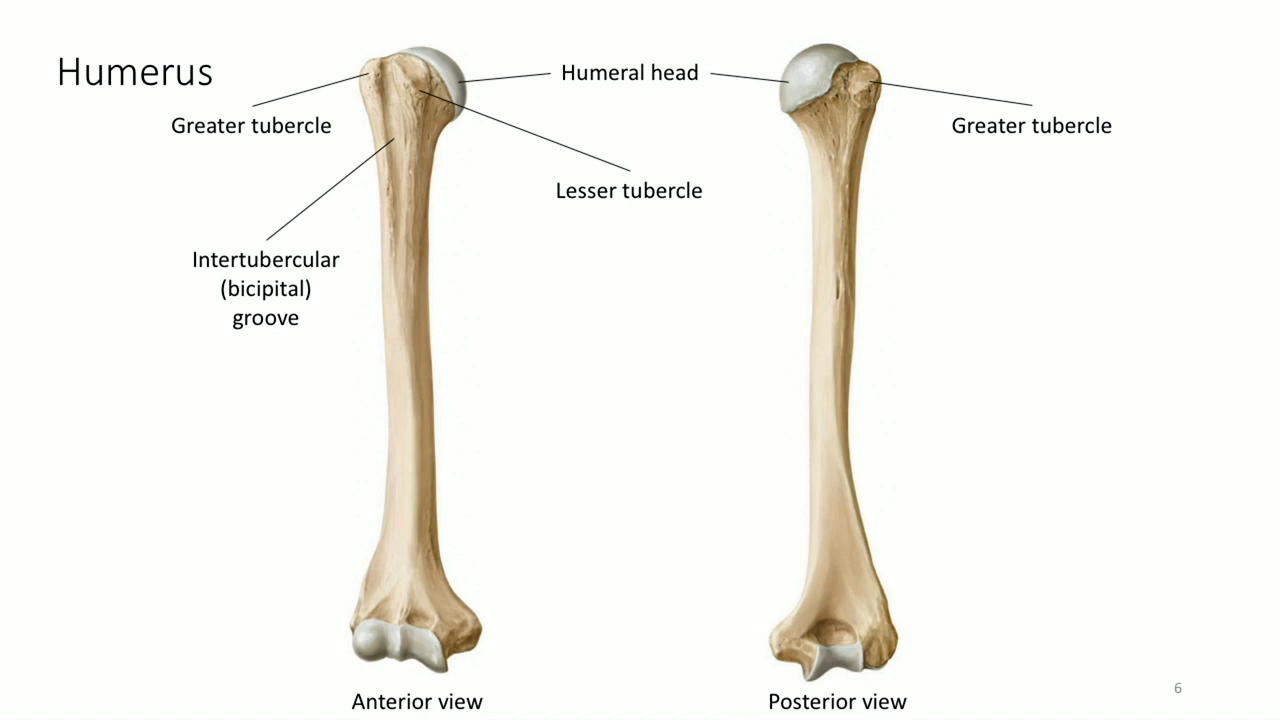 Humerus
Humeral head
Greater tubercle
Greater tubercle
Lesser tubercle
Intertubercular
(bicipital)
groove
Anterior view
Posterior view
6